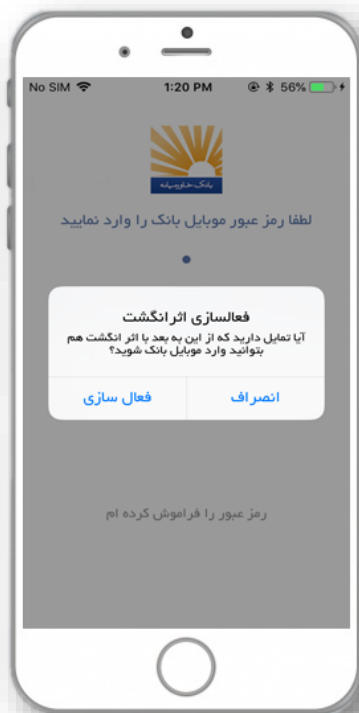 No SIM 1:20 PM 56%
بانک خاورمیانه
لطفا رمز عبور موبایل بانک را وارد نمایید
فعالسازی اثرانگشت
آیا تمایل دارید که از این به بعد با اثر انگشت هم
بتوانید وارد موبایل بانک شوید؟
انصراف فعال سازی
رمز عبور را فراموش کرده ام